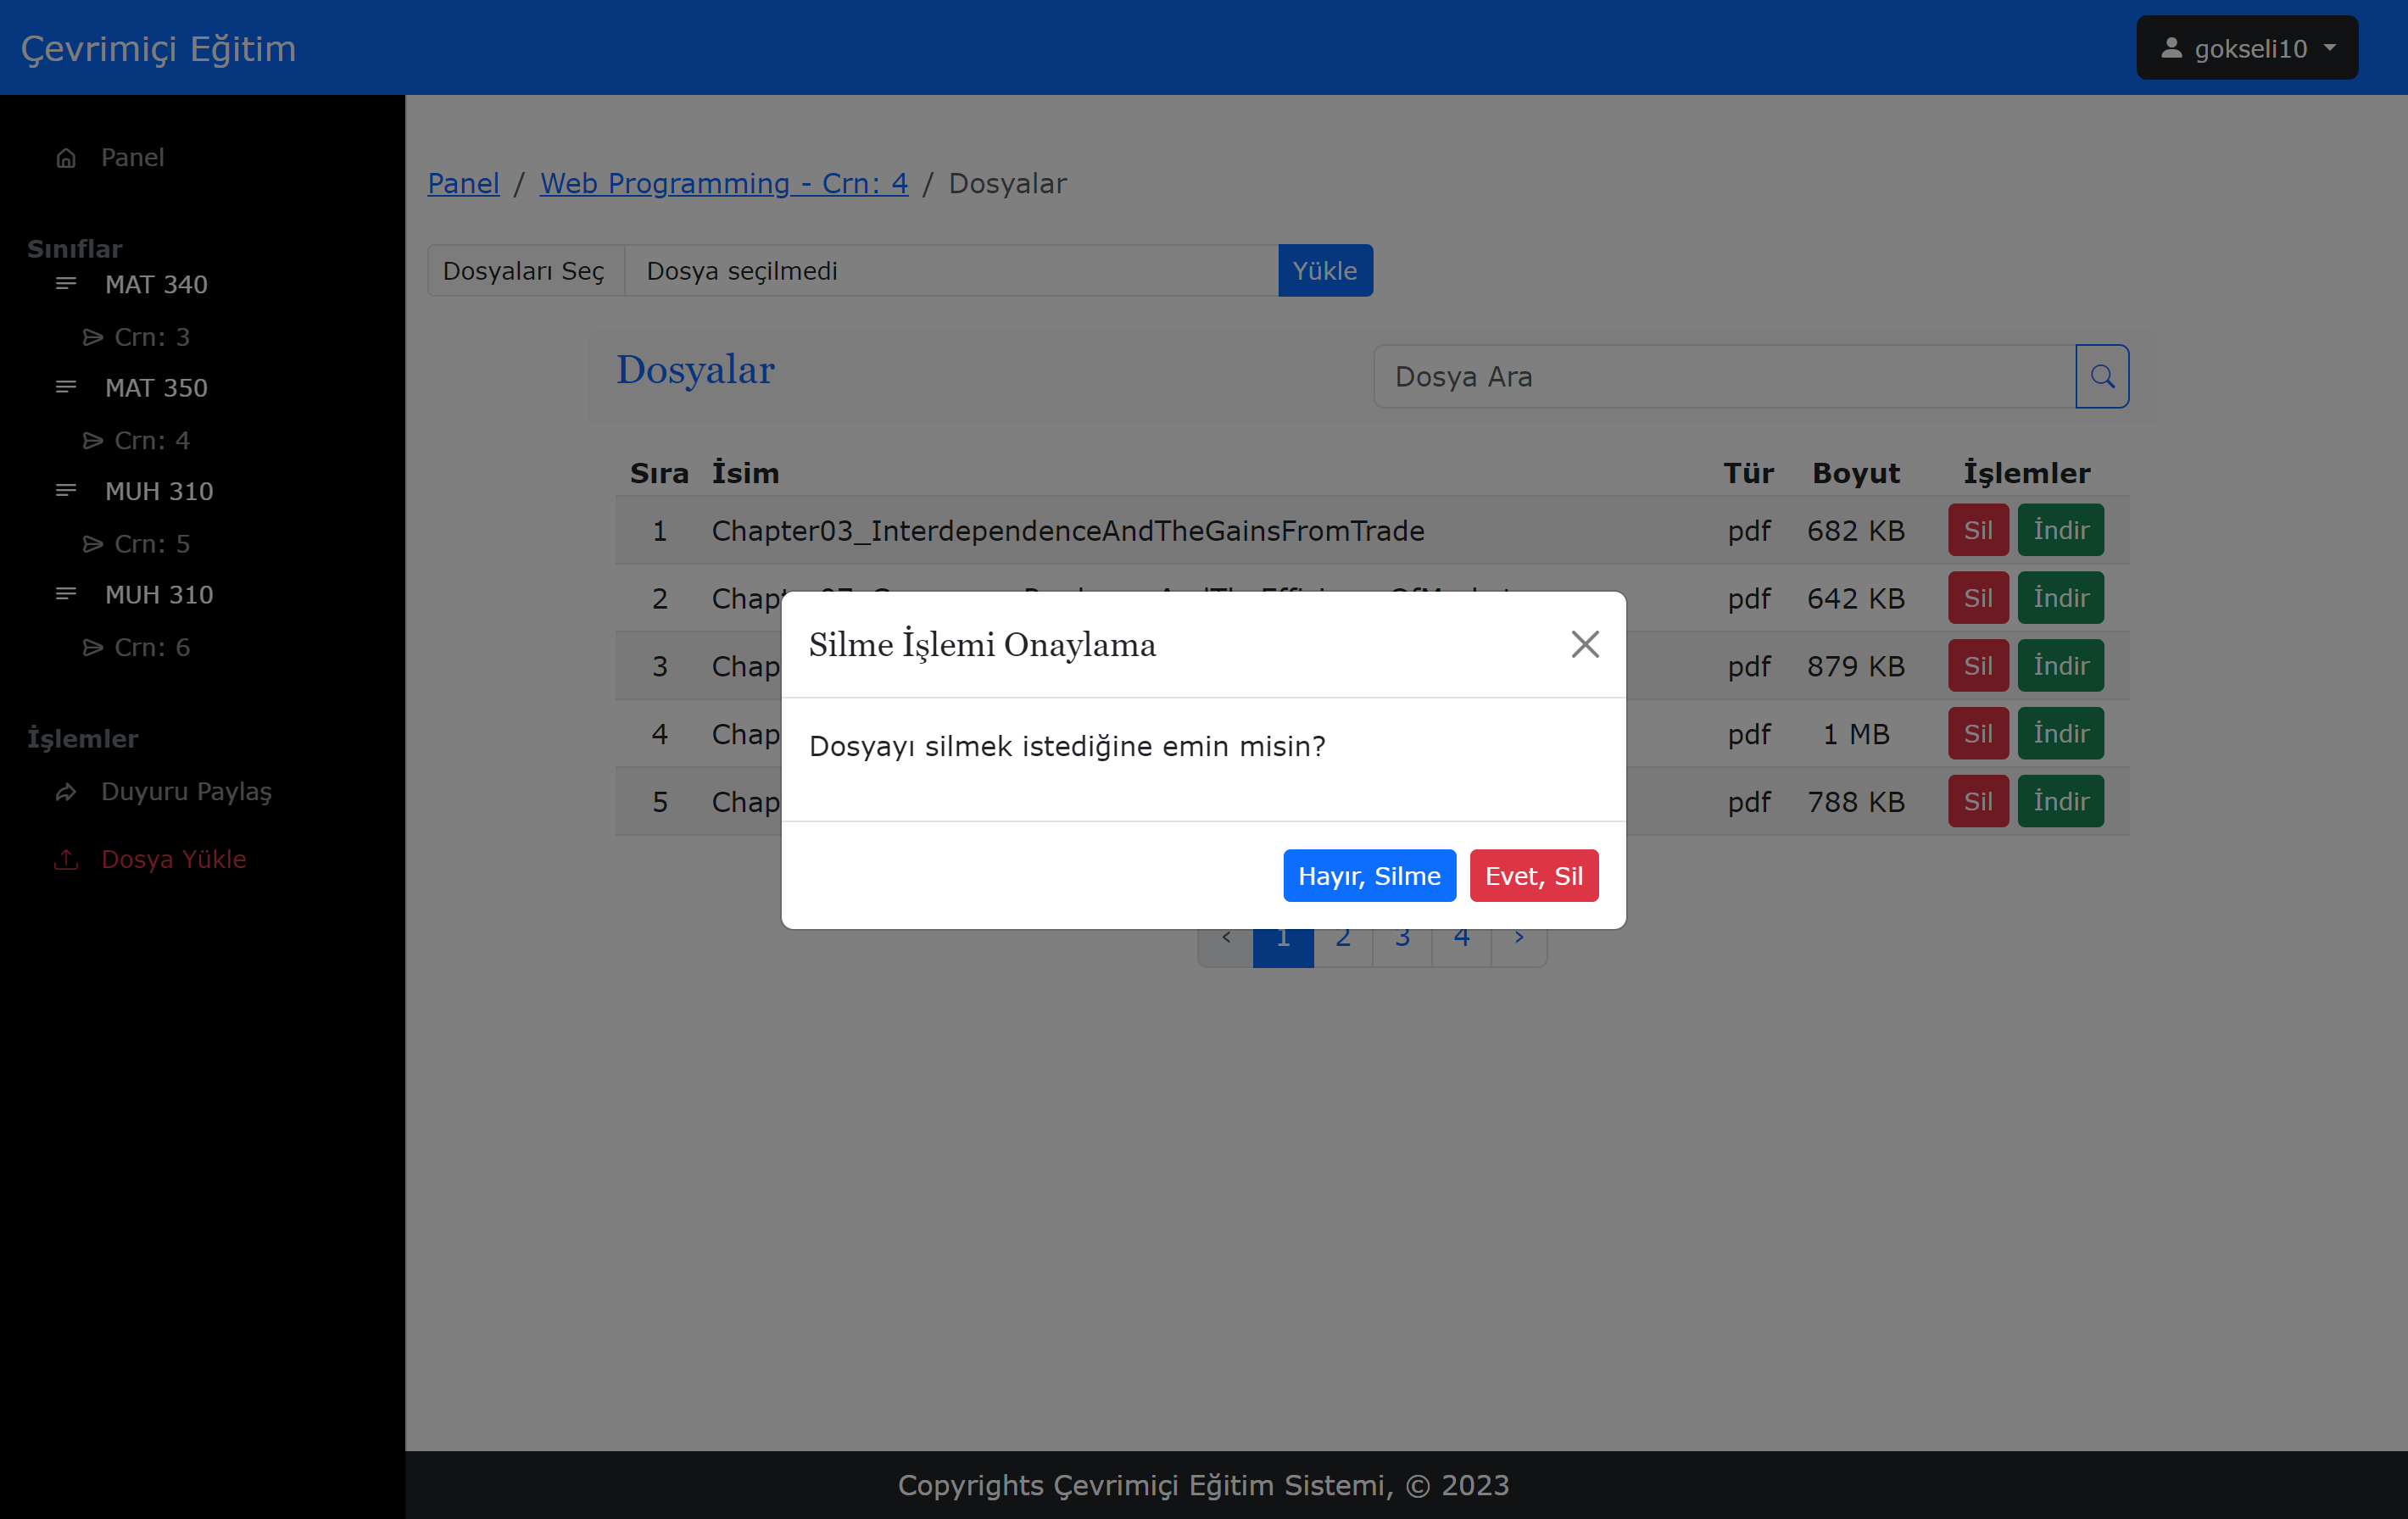 Çevrimiçi Eğitim
gokseli10
Panel
Sınıflar
MAT 340
Crn: 3
MAT 350
Crn: 4
MUH 310
Crn: 5
MUH 310
Crn: 6
İşlemler
Duyuru Paylaş
Dosya Yükle
Panel / Web Programming - Crn: 4 / Dosyalar
Dosyaları Seç Dosya seçilmedi Yükle
Dosyalar
Dosya Ara
Sıra İsim Tür Boyut İşlemler
1 Chapter03_InterdependenceAndTheGainsFromTrade pdf 682 KB Sil İndir
2 pdf 642 KB Sil İndir
3 Chap pdf 879 KB Sil İndir
4 Chap pdf 1 MB Sil İndir
5 Chap pdf 788 KB Sil İndir
Silme İşlemi Onaylama
Dosyayı silmek istediğine emin misin?
Hayır, Silme Evet, Sil
‹ 1 2 3 4 ›
Copyrights Çevrimiçi Eğitim Sistemi, © 2023